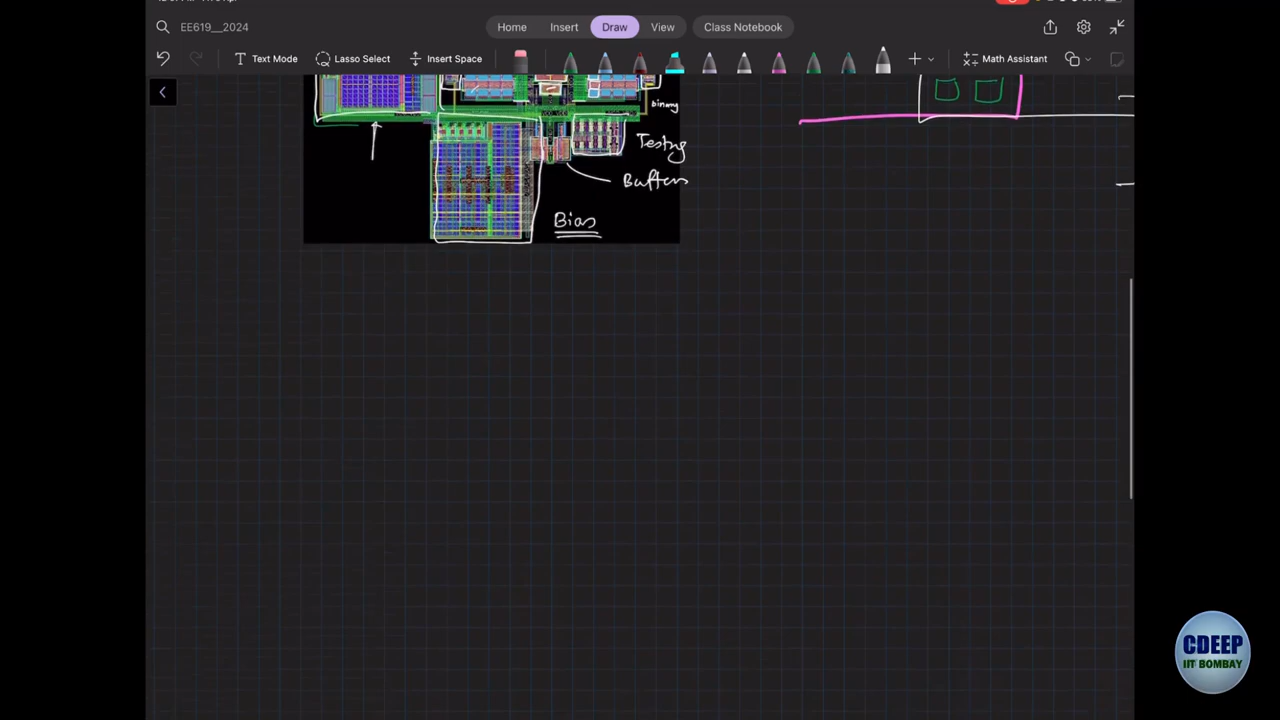 EE619__2024
Home Insert Draw View Class Notebook
Text Mode Lasso Select Insert Space Math Assistant
binary
Testing
Buffers
Bias
CDEEP
IIT BOMBAY